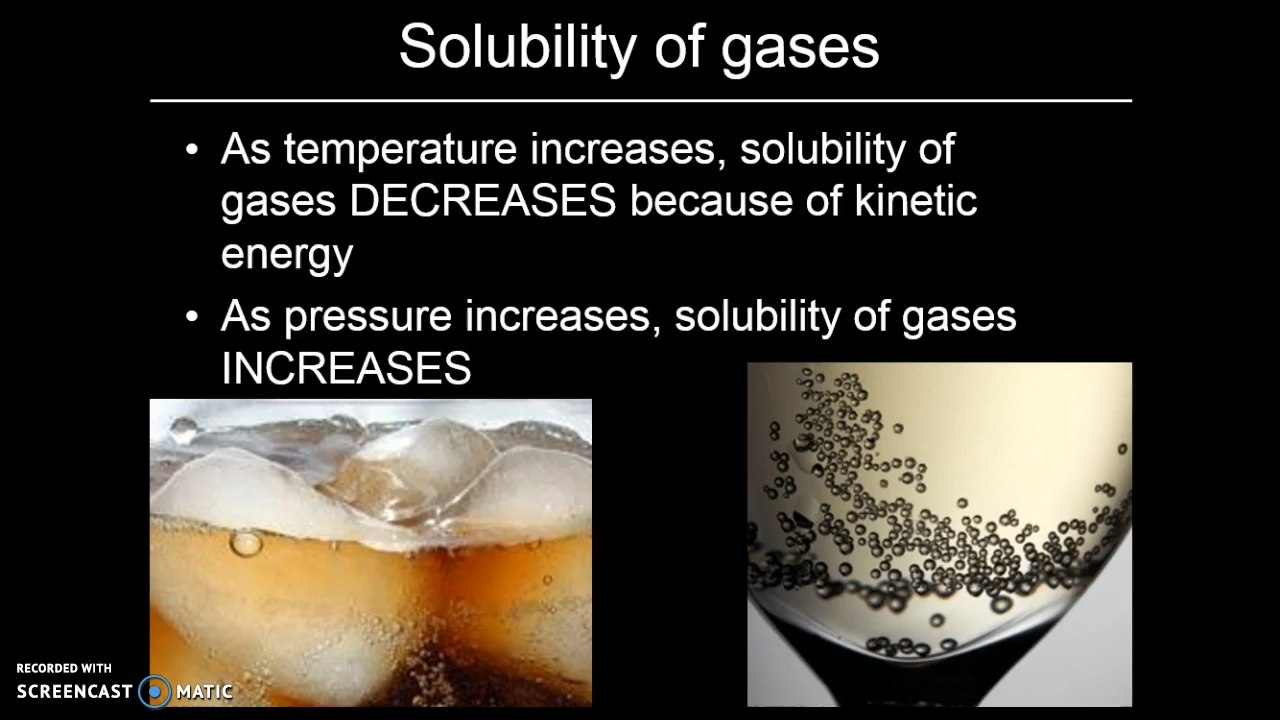 Solubility of gases
• As temperature increases, solubility of
gases DECREASES because of kinetic
energy
• As pressure increases, solubility of gases
INCREASES
RECORDED WITH
SCREENCAST MATIC